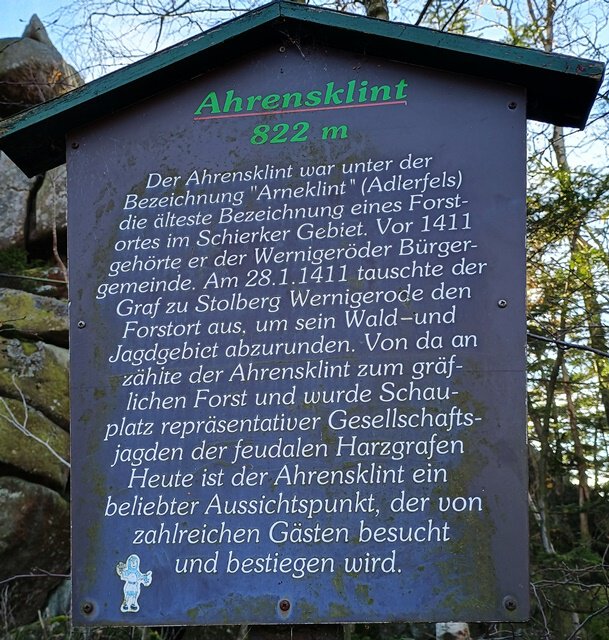 Ahrensklint
822 m
Der Ahrensklint war unter der
Bezeichnung "Arneklint" (Adlerfels)
die älteste Bezeichnung eines Forst-
ortes im Schierker Gebiet. Vor 1411
gehörte er der Wernigeröder Bürger-
gemeinde. Am 28.1.1411 tauschte der
Graf zu Stolberg Wernigerode den
Forstort aus, um sein Wald-und
Jagdgebict abzurunden. Von da an
zählte der Ahrensklint zum gräf-
lichen Forst und wurde Schau-
platz repräsentativer Gesellschafts-
jagden der feudalen Harzgrafen
Heute ist der Ahrensklint ein
beliebter Aussichtspunkt, der von
zahlreichen Gästen besucht
und bestiegen wird.